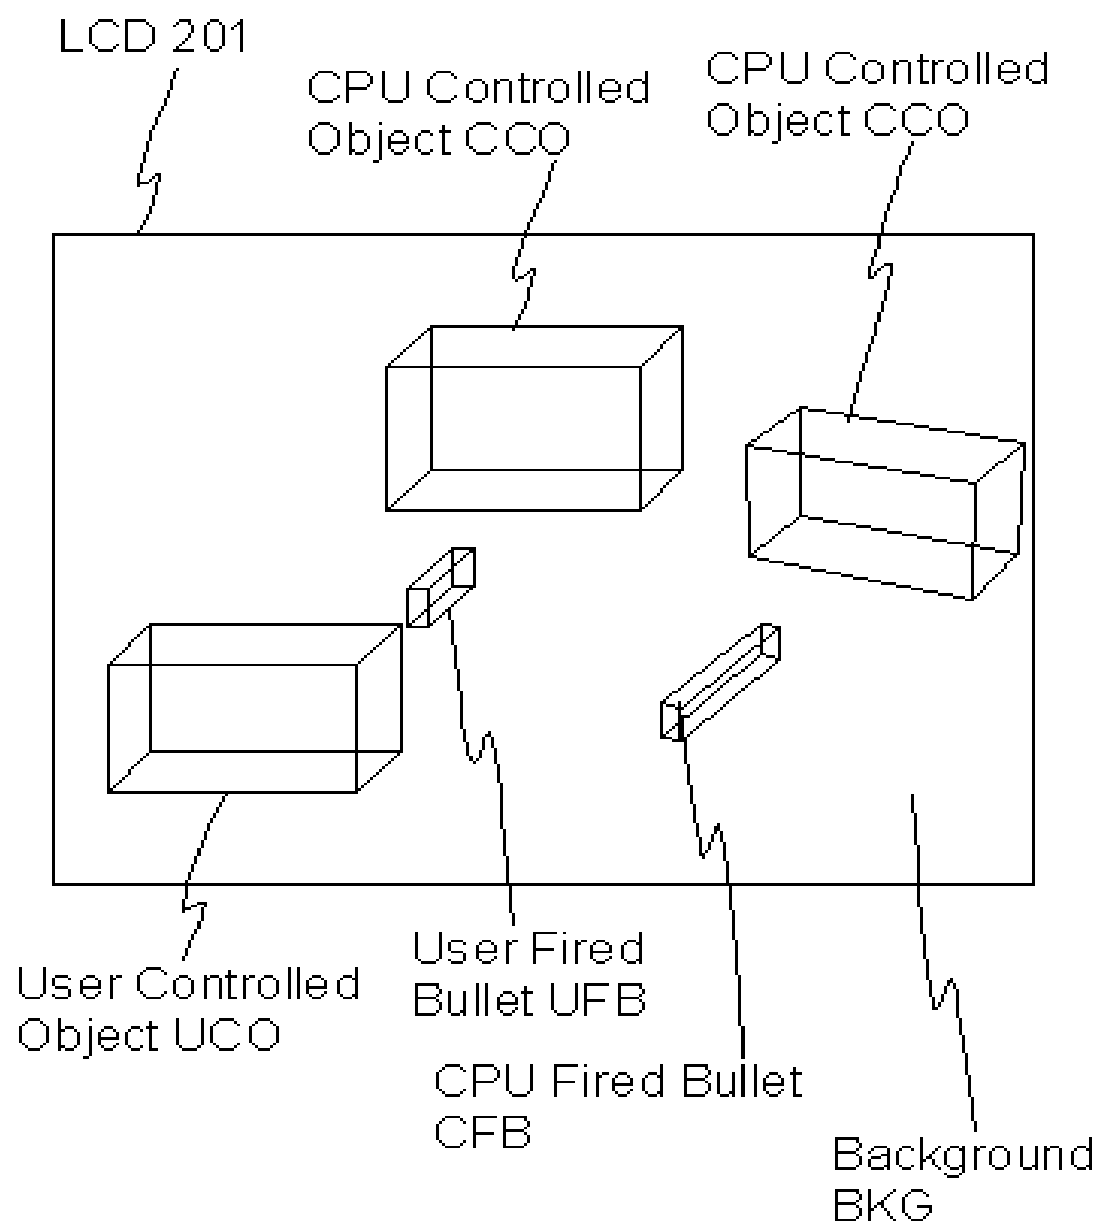 LCD 201
CPU Controlled
Object CCO
CPU Controlled
Object CCO
User Controlled
Object UCO
User Fired
Bullet UFB
CPU Fired Bullet
CFB
Background
BKG